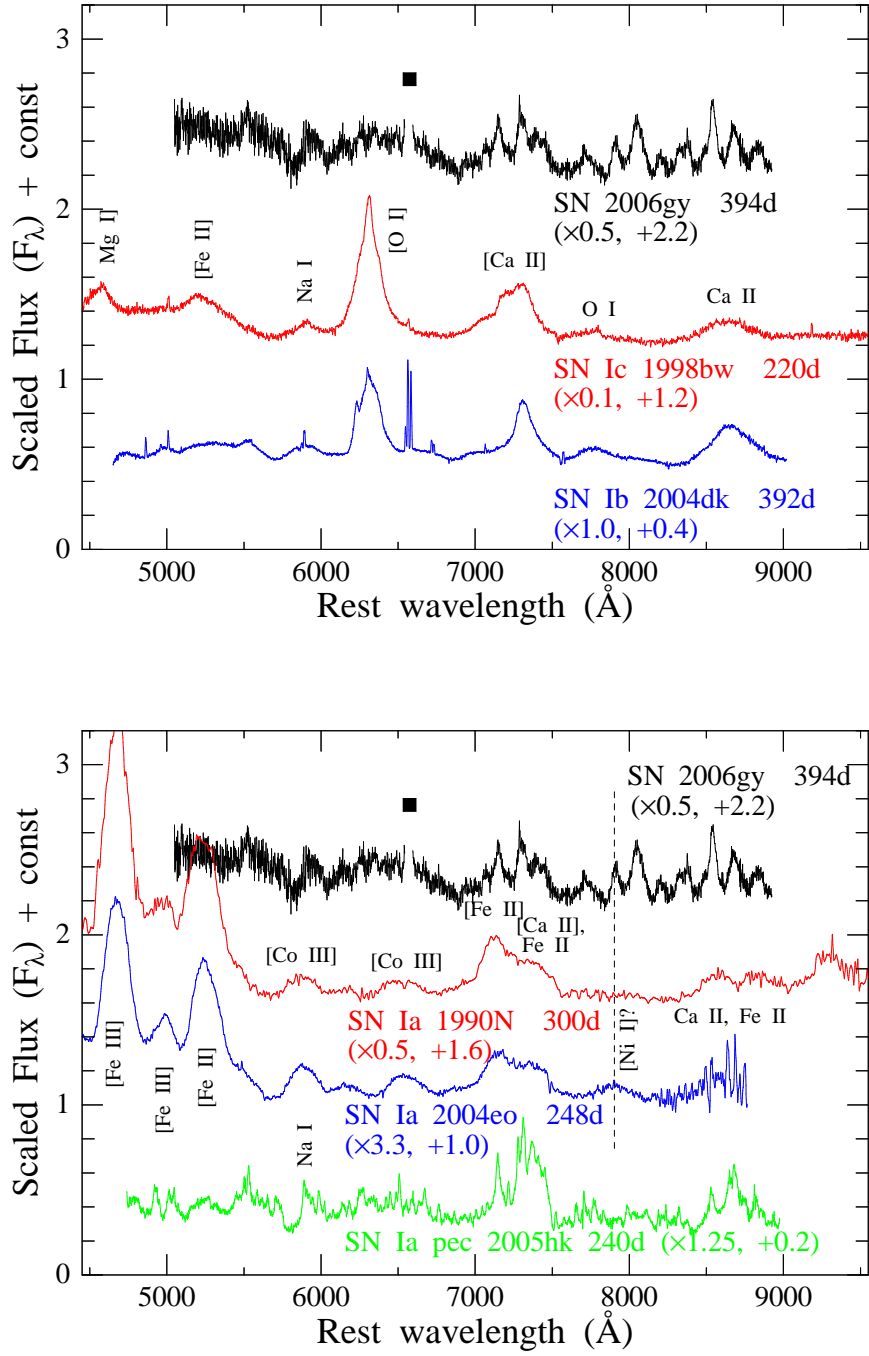 3
2
1
0
Scaled Flux (Fλ) + const
SN 2006gy 394d
(×0.5, +2.2)
Mg I]
[Fe II]
Na I
[O I]
[Ca II]
O I
Ca II
SN Ic 1998bw 220d
(×0.1, +1.2)
SN Ib 2004dk 392d
(×1.0, +0.4)
5000 6000 7000 8000 9000
Rest wavelength (Å)
3
2
1
0
Scaled Flux (Fλ) + const
SN 2006gy 394d
(×0.5, +2.2)
[Fe II]
[Ca II],
Fe II
[Co III]
[Co III]
SN Ia 1990N 300d
(×0.5, +1.6)
[Ni I]?
Ca II, Fe II
[Fe III]
[Fe III]
[Fe II]
SN Ia 2004eo 248d
(×3.3, +1.0)
Na I
SN Ia pec 2005hk 240d (×1.25, +0.2)
5000 6000 7000 8000 9000
Rest wavelength (Å)